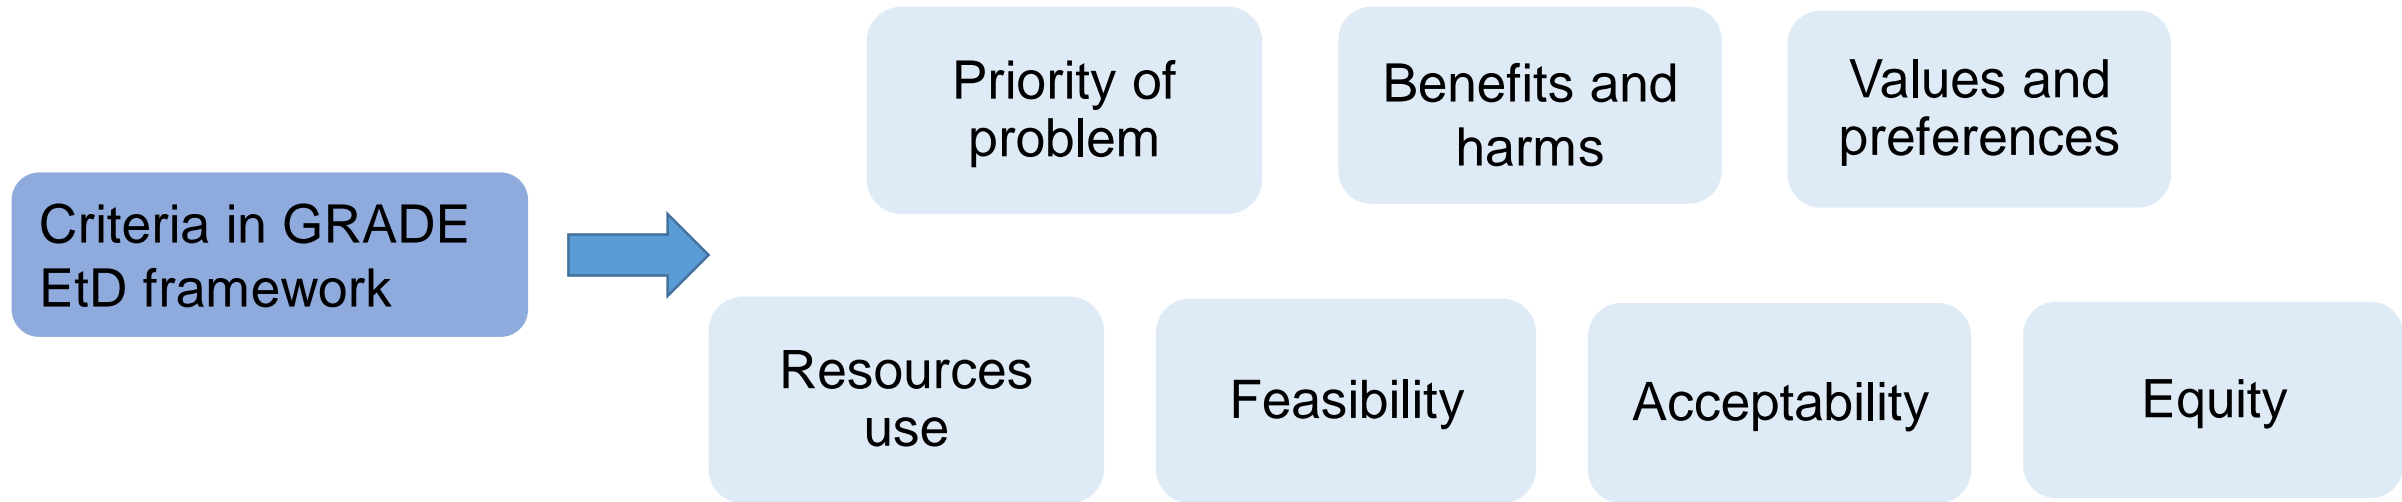 Criteria in GRADE
EtD framework
Priority of
problem
Benefits and
harms
Values and
preferences
Resources
use
Feasibility
Acceptability
Equity